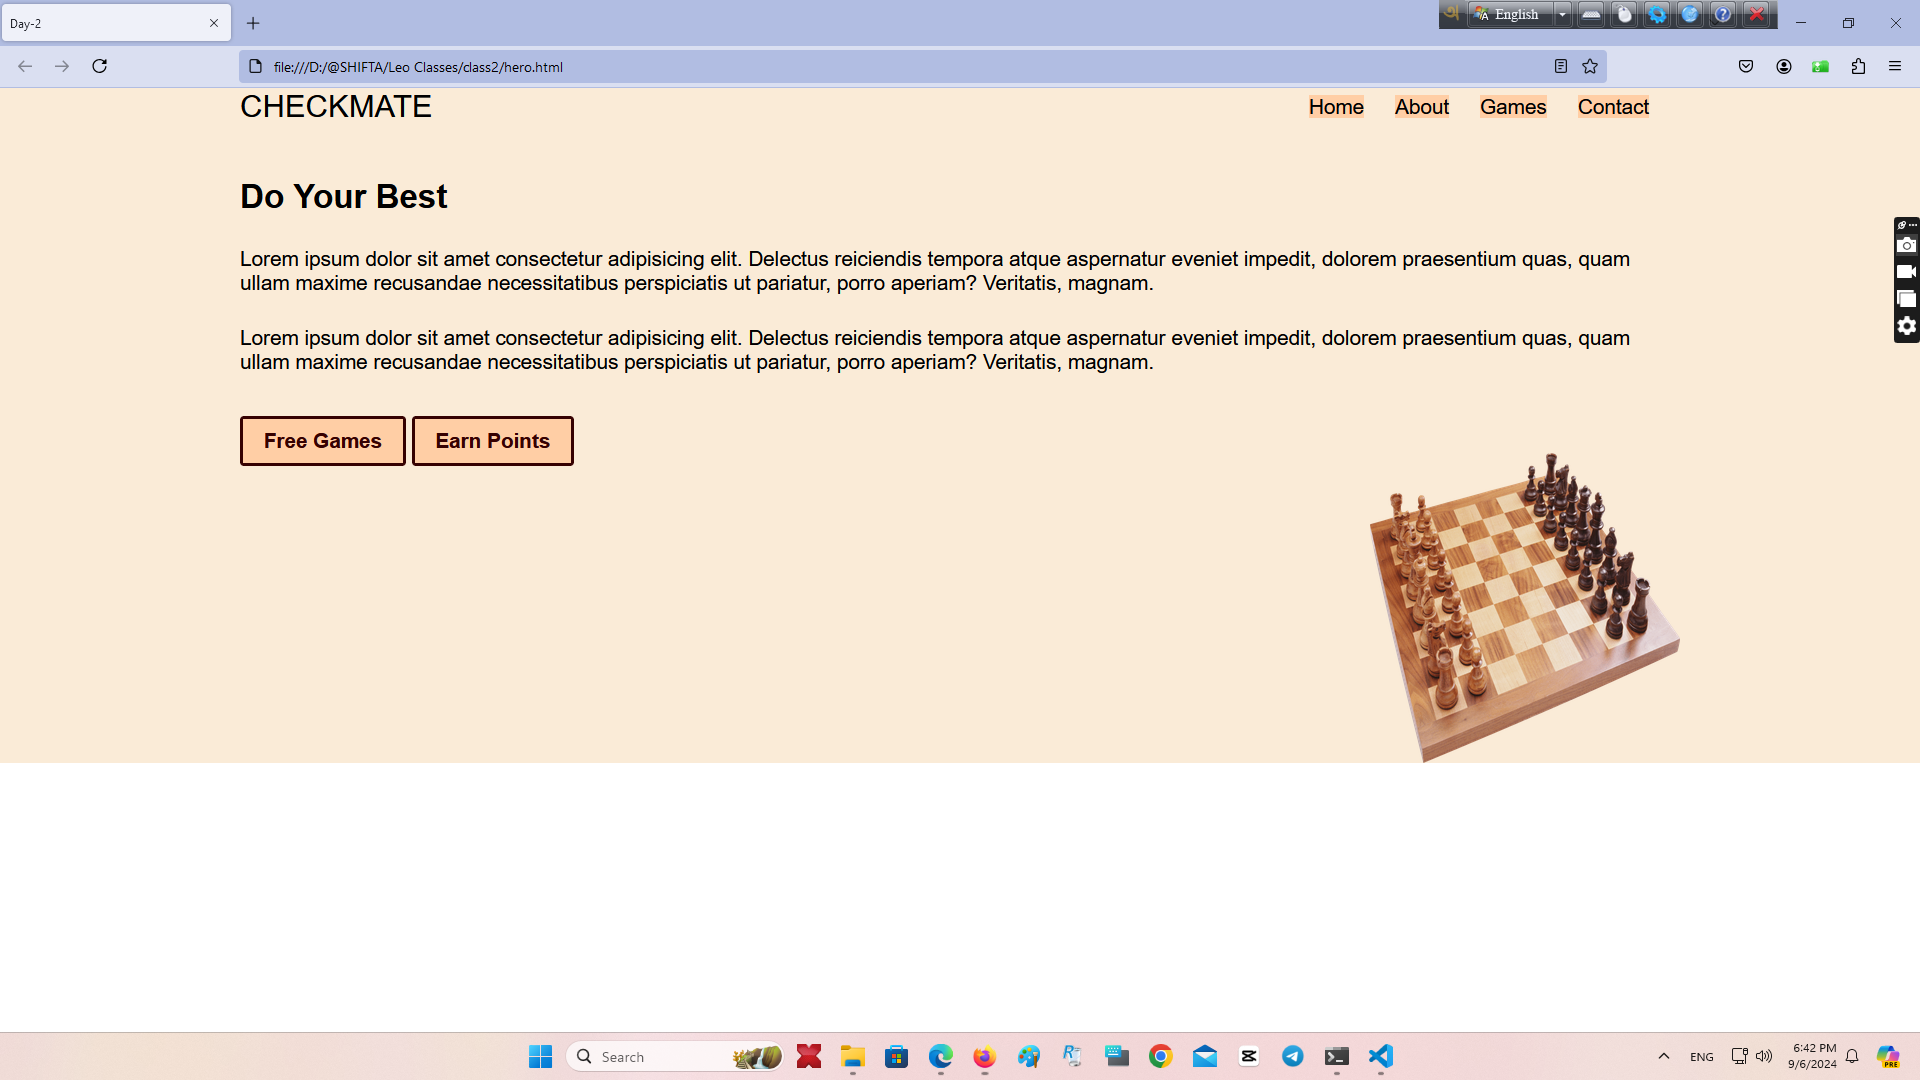 Day-2
English
file:///D:/@SHIFTA/Leo Classes/class2/hero.html
CHECKMATE
Home About Games Contact
Do Your Best
Lorem ipsum dolor sit amet consectetur adipisicing elit. Delectus reiciendis tempora atque aspernatur eveniet impedit, dolorem praesentium quas, quam
ullam maxime recusandae necessitatibus perspiciatis ut pariatur, porro aperiam? Veritatis, magnam.
Lorem ipsum dolor sit amet consectetur adipisicing elit. Delectus reiciendis tempora atque aspernatur eveniet impedit, dolorem praesentium quas, quam
ullam maxime recusandae necessitatibus perspiciatis ut pariatur, porro aperiam? Veritatis, magnam.
Free Games Earn Points
Search
ENG
6:42 PM
9/6/2024
PRE